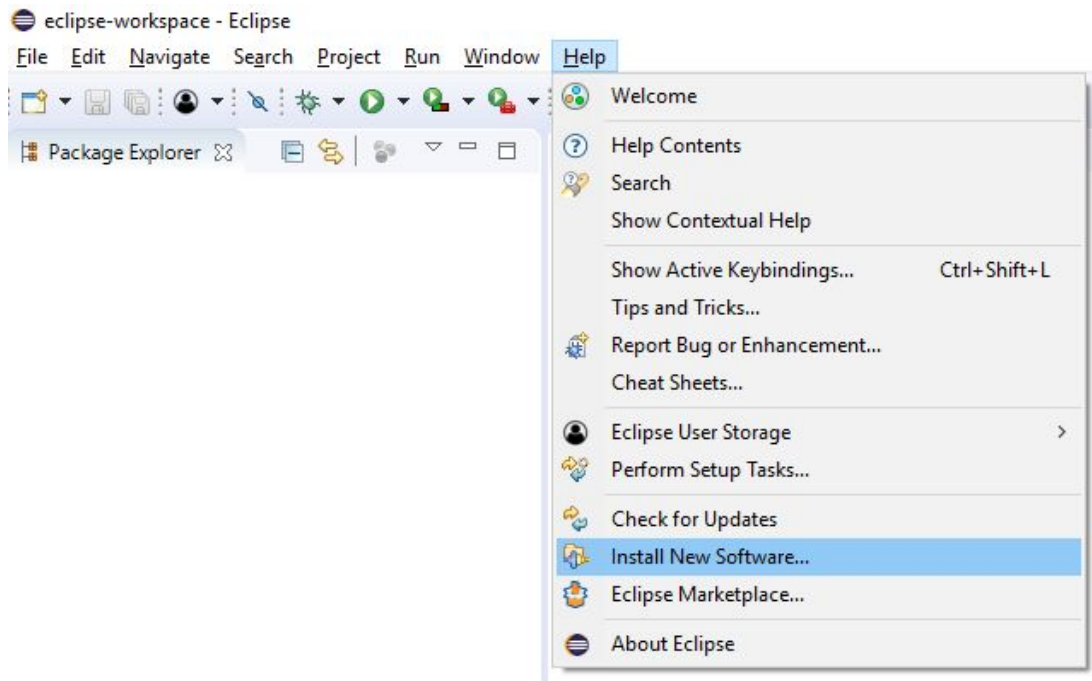 eclipse-workspace - Eclipse
File Edit Navigate Search Project Run Window Help
Package Explorer
Welcome
Help Contents
Search
Show Contextual Help
Show Active Keybindings... Ctrl+Shift+L
Tips and Tricks...
Report Bug or Enhancement...
Cheat Sheets...
Eclipse User Storage
Perform Setup Tasks...
Check for Updates
Install New Software...
Eclipse Marketplace...
About Eclipse